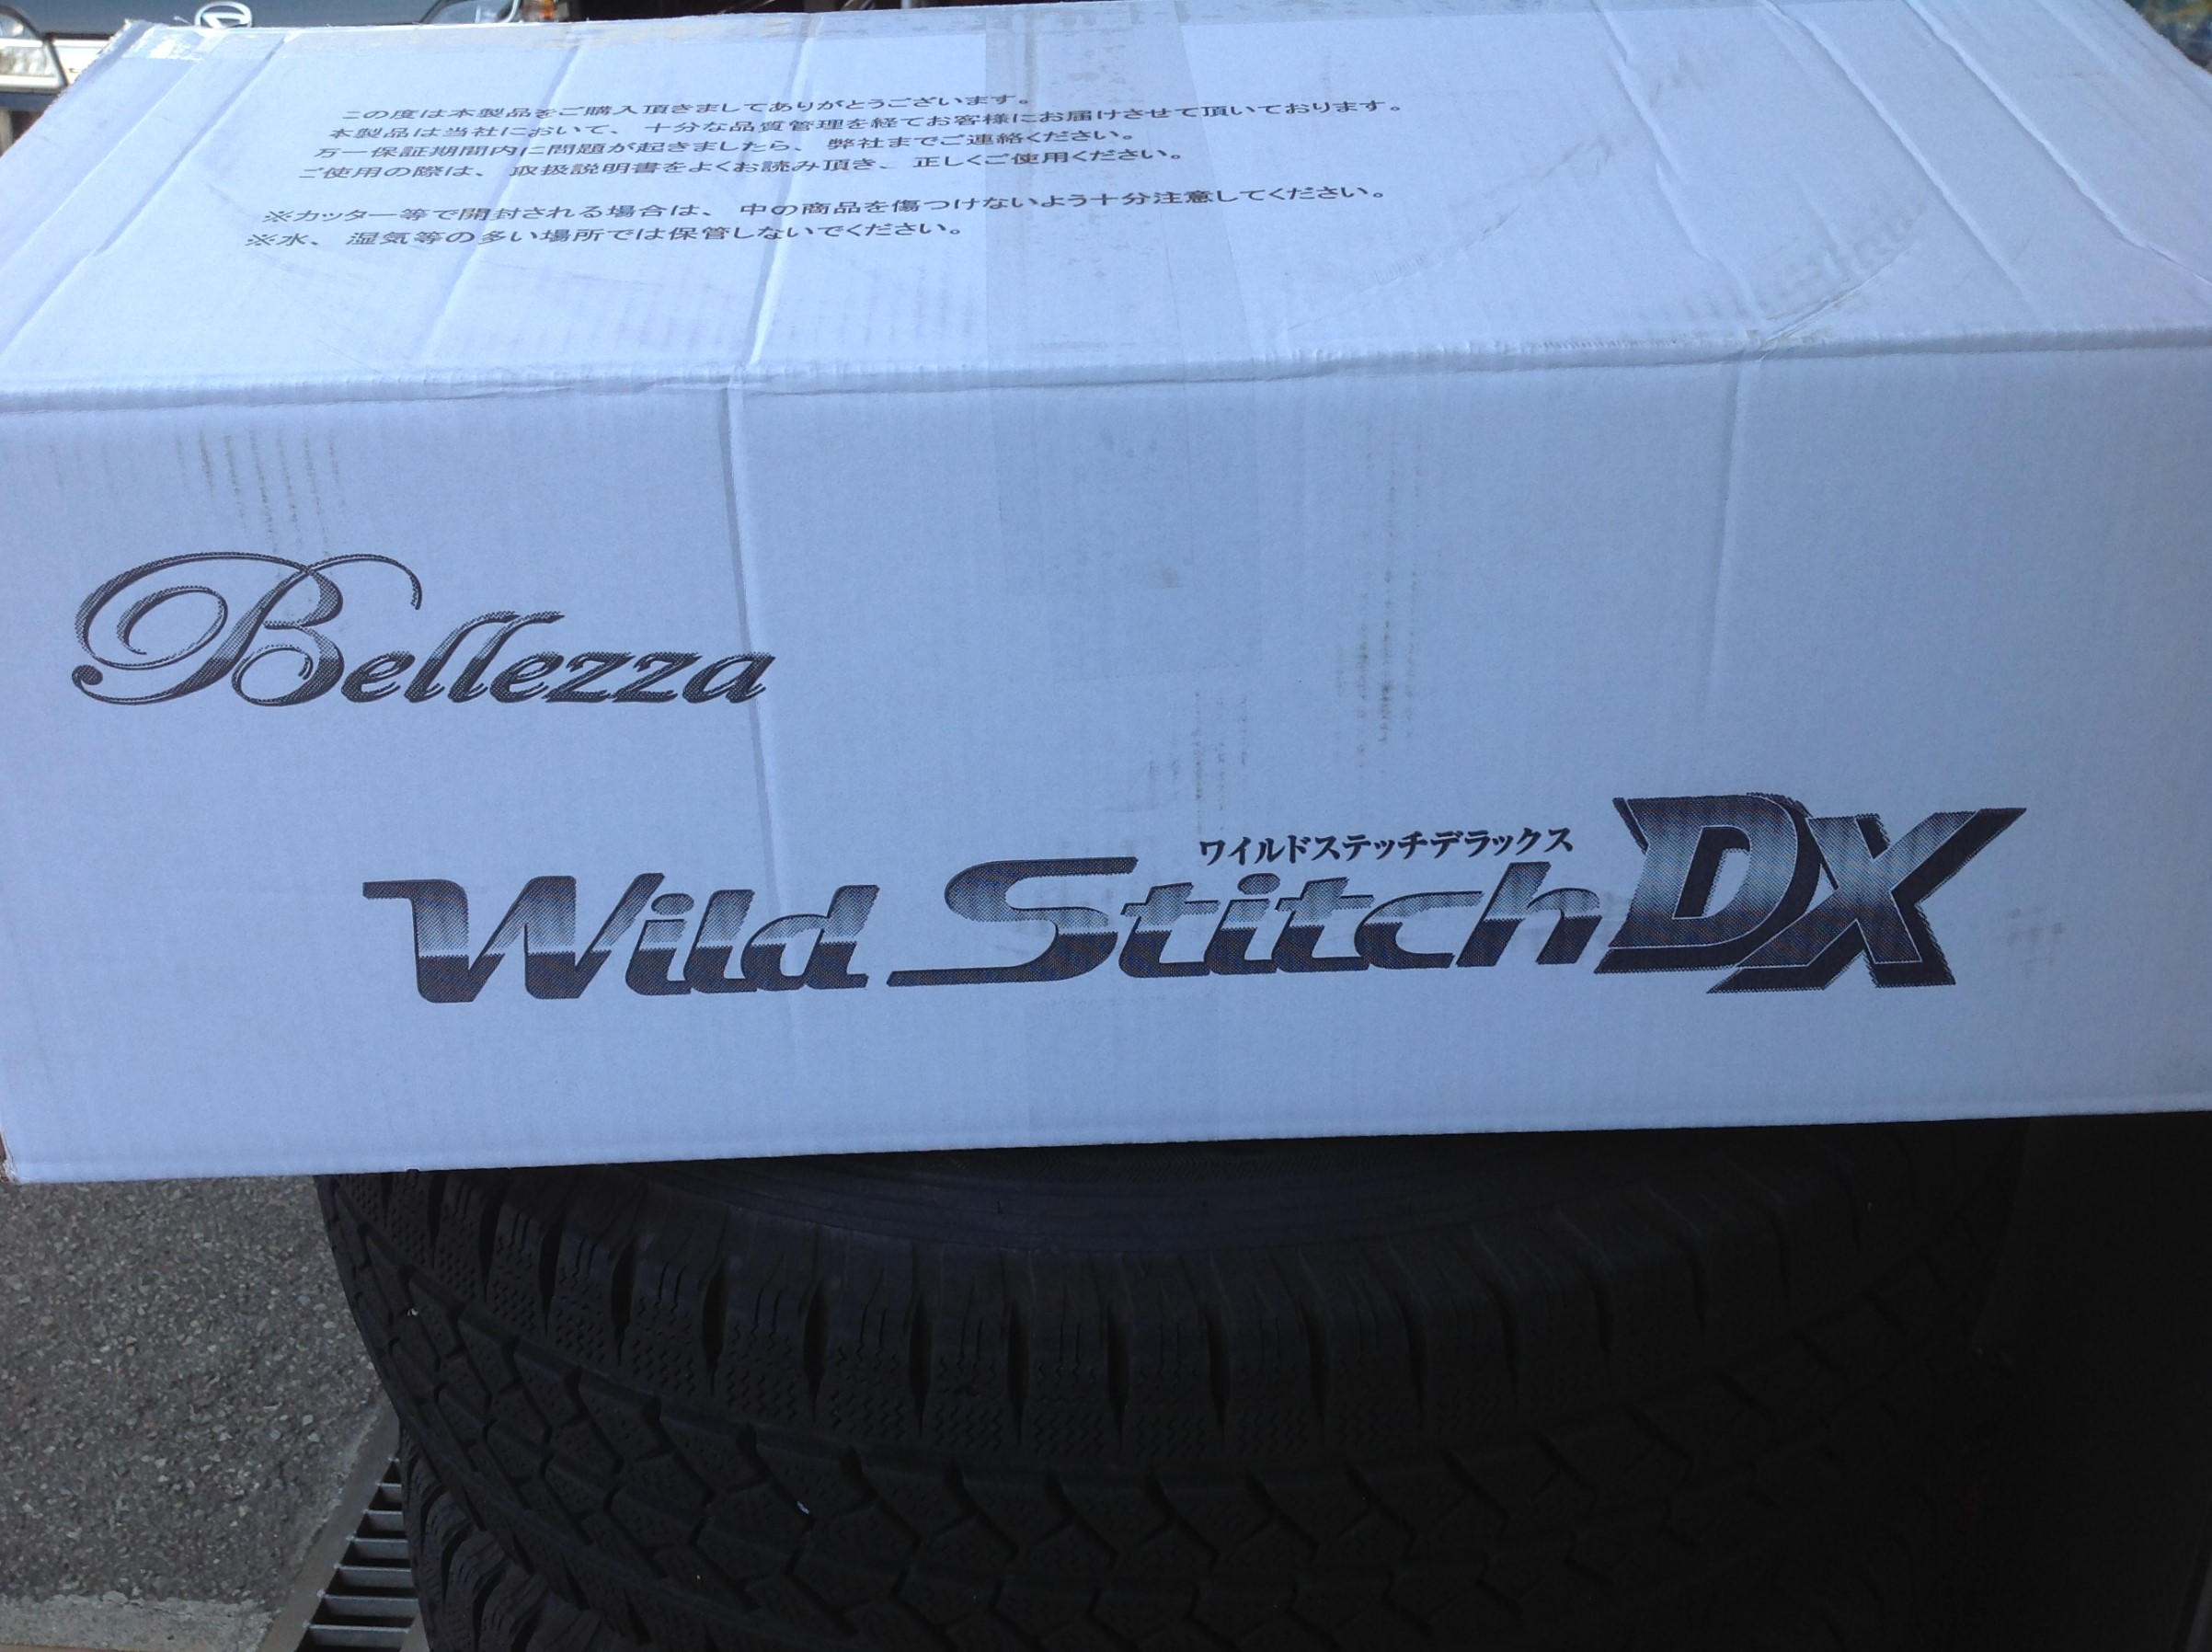 この度は本製品をご購入頂きましてありがとうございます。
本製品は当社において、十分な品質管理を経てお客様にお届けさせて頂いております。
万一保証期間内に問題が起きましたら、弊社までご連絡ください。
ご使用の際は、取扱説明書をよくお読み頂き、正しくご使用ください。
※カッター等で開封される場合は、中の商品を傷つけないよう十分注意してください。
※水、湿気等の多い場所では保管しないでください。
Bellezza
ワイルドステッチデラックス
Wild Stitch DX